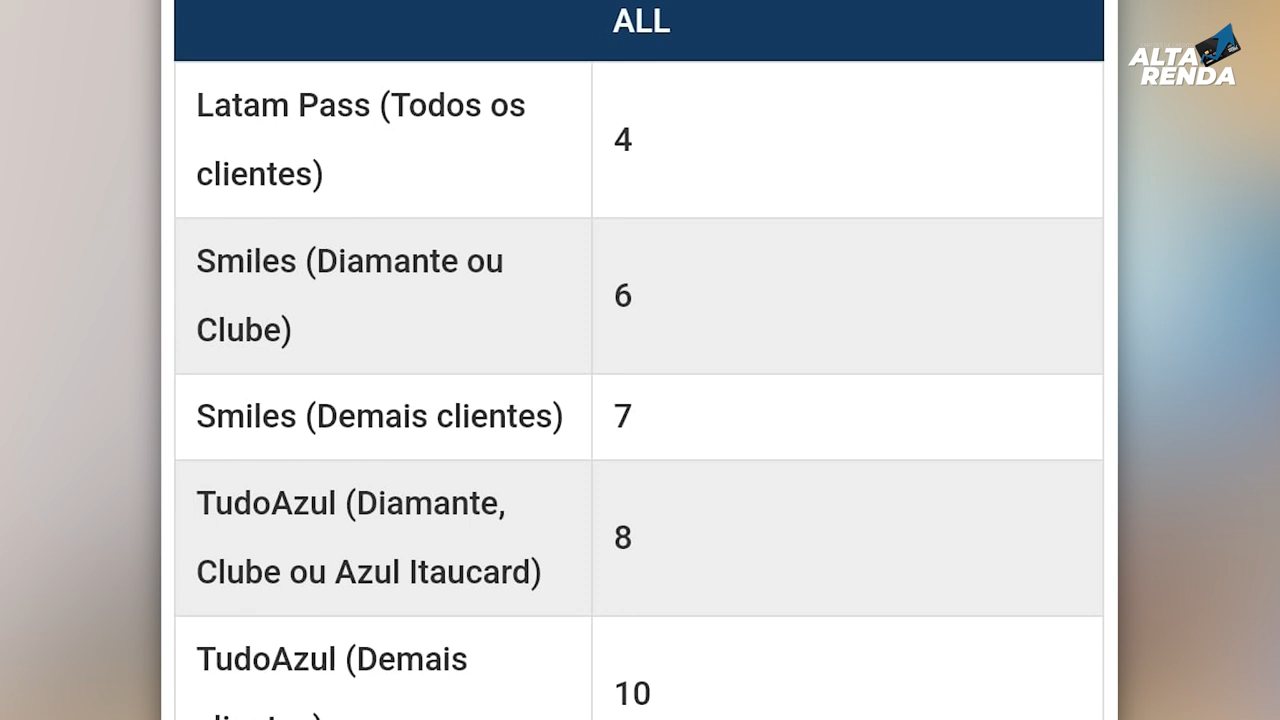 ALL
ALTA
RENDA
Latam Pass (Todos os
clientes)
4
Smiles (Diamante ou
Clube)
6
Smiles (Demais clientes)
7
TudoAzul (Diamante,
Clube ou Azul Itaucard)
8
TudoAzul (Demais
10